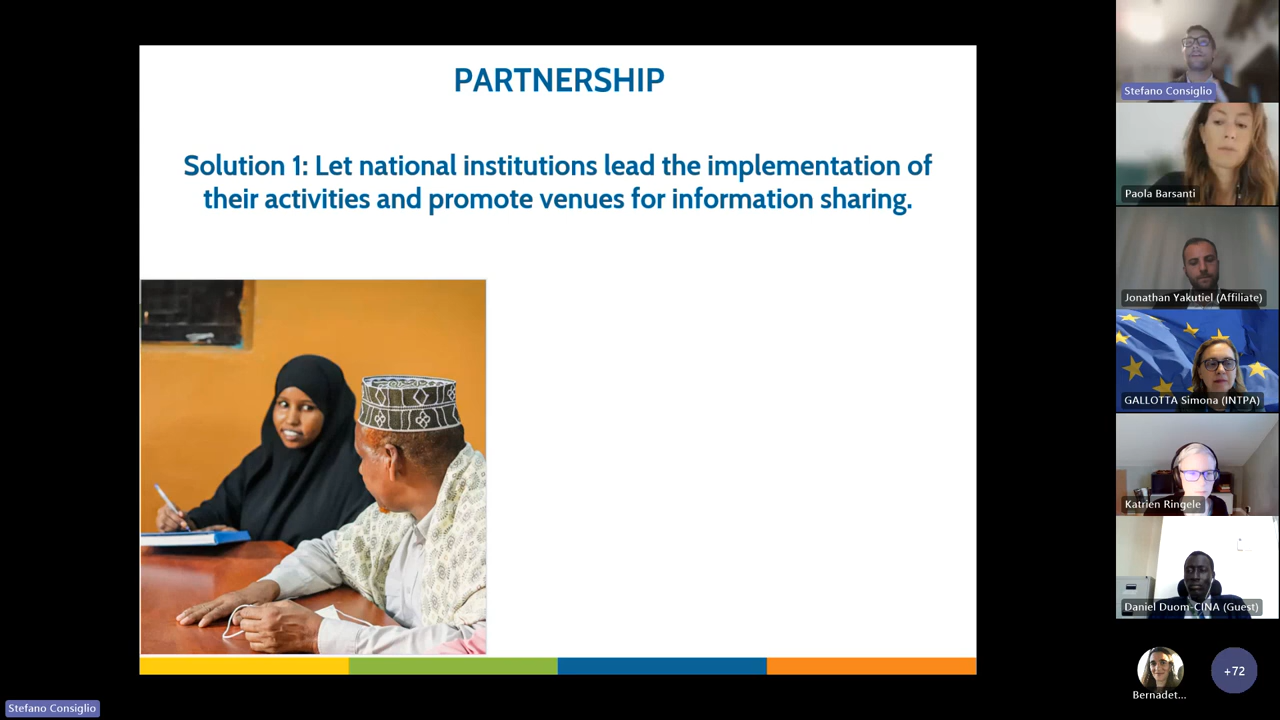 PARTNERSHIP
Solution 1: Let national institutions lead the implementation of
their activities and promote venues for information sharing.
Stefano Consiglio
Paola Barsanti
Jonathan Yakutiel (Affiliate)
GALLOTTA Simona (INTPA)
Katrien Ringele
Daniel Duom-CINA (Guest)
Bernadet...
+72
Stefano Consiglio